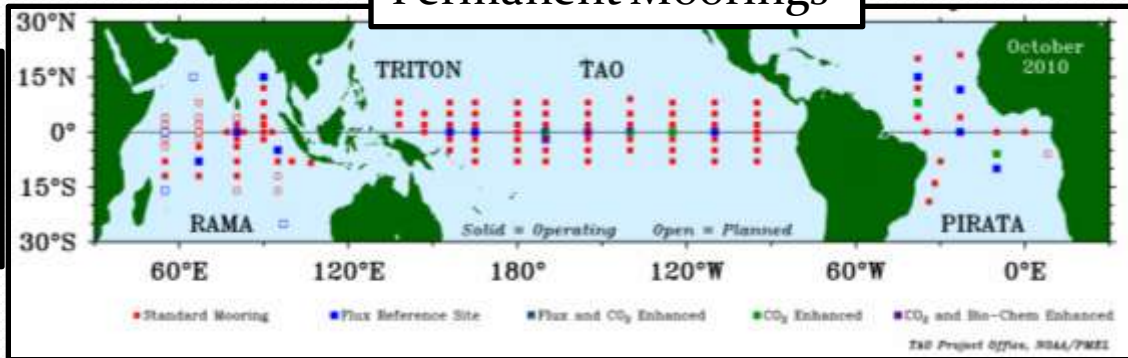 Permanent Moorings
30°N
15°N
0°
15°S
30°S
October
2010
TRITON
TAO
RAMA
PIRATA
Solid = Operating Open = Planned
60°E 120°E 180° 120°W 60°W 0°E
Standard Mooring Flux Reference Site Flux and CO₂ Enhanced CO₂ Enhanced CO₂ and Bio-Chem Enhanced
TAO Project Office, NOAA/PMEL